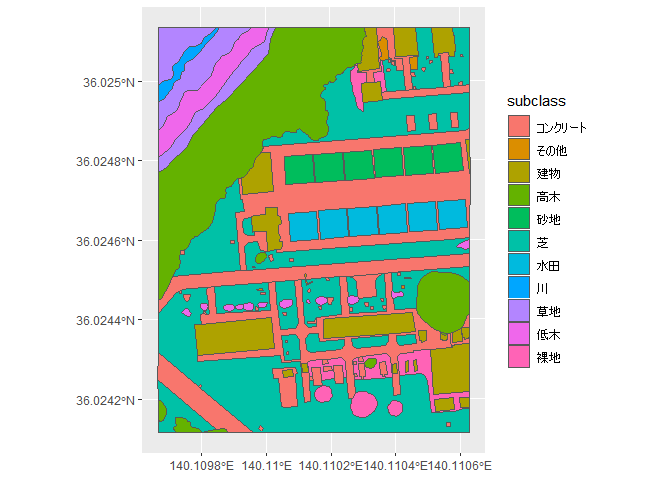 subclass
コンクリート
その他
建物
高木
砂地
芝
水田
川
草地
低木
裸地
36.025°N
36.0248°N
36.0246°N
36.0244°N
36.0242°N
140.1098°E 140.11°E 140.1102°E 140.1104°E 140.1106°E